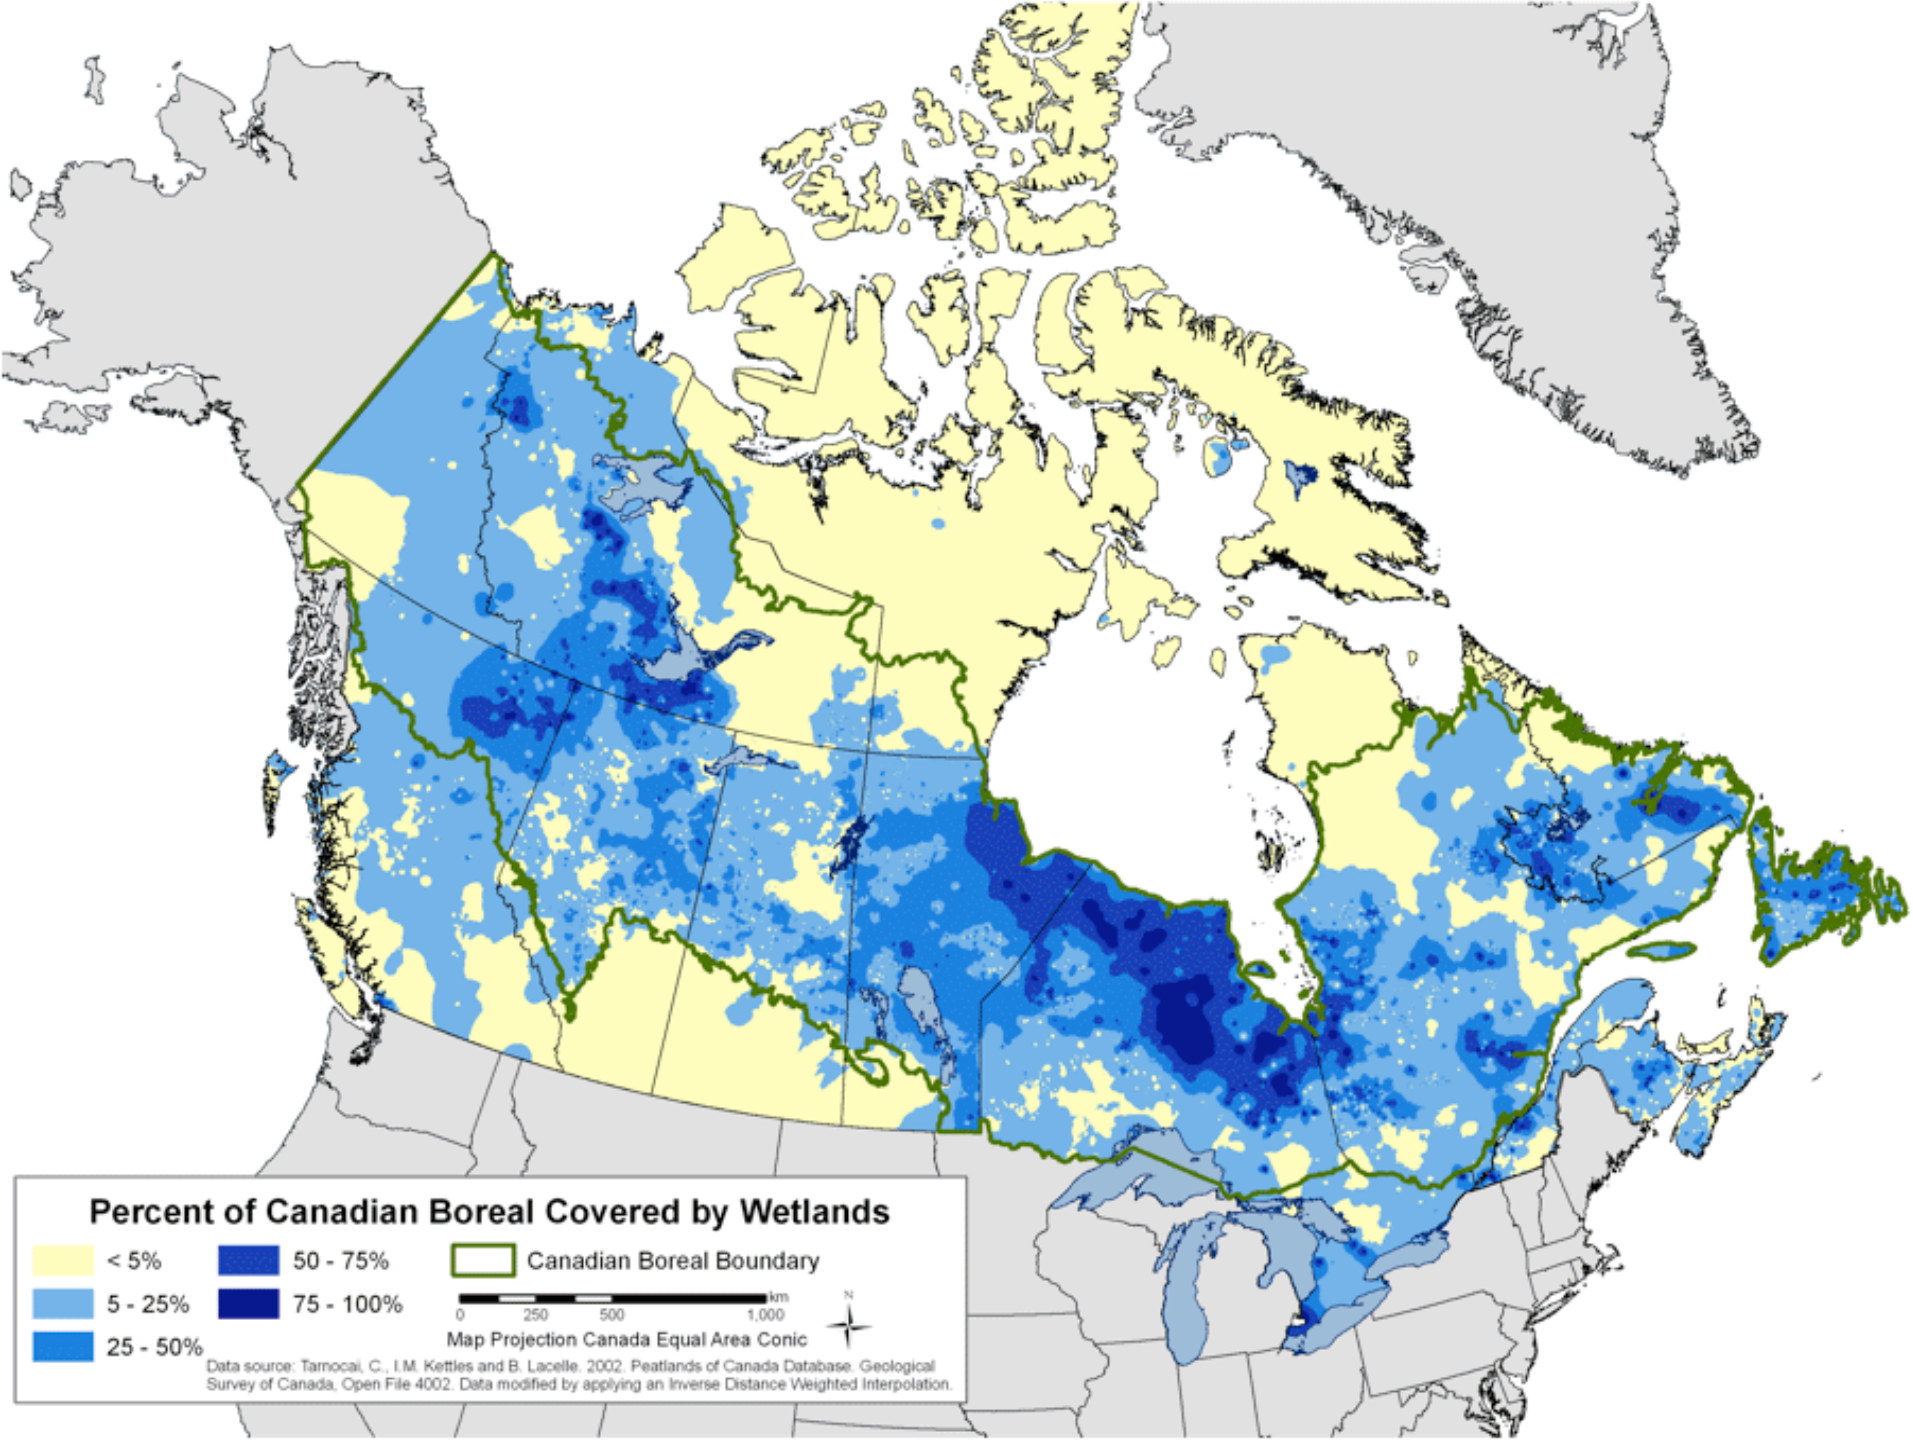 Percent of Canadian Boreal Covered by Wetlands
< 5%
5 - 25%
25 - 50%
50 - 75%
75 - 100%
Canadian Boreal Boundary
km
0 250 500 1,000
N
Map Projection Canada Equal Area Conic
Data source: Tarnocai, C., I.M. Kettles and B. Lacelle. 2002. Peatlands of Canada Database. Geological
Survey of Canada, Open File 4002. Data modified by applying an Inverse Distance Weighted Interpolation.